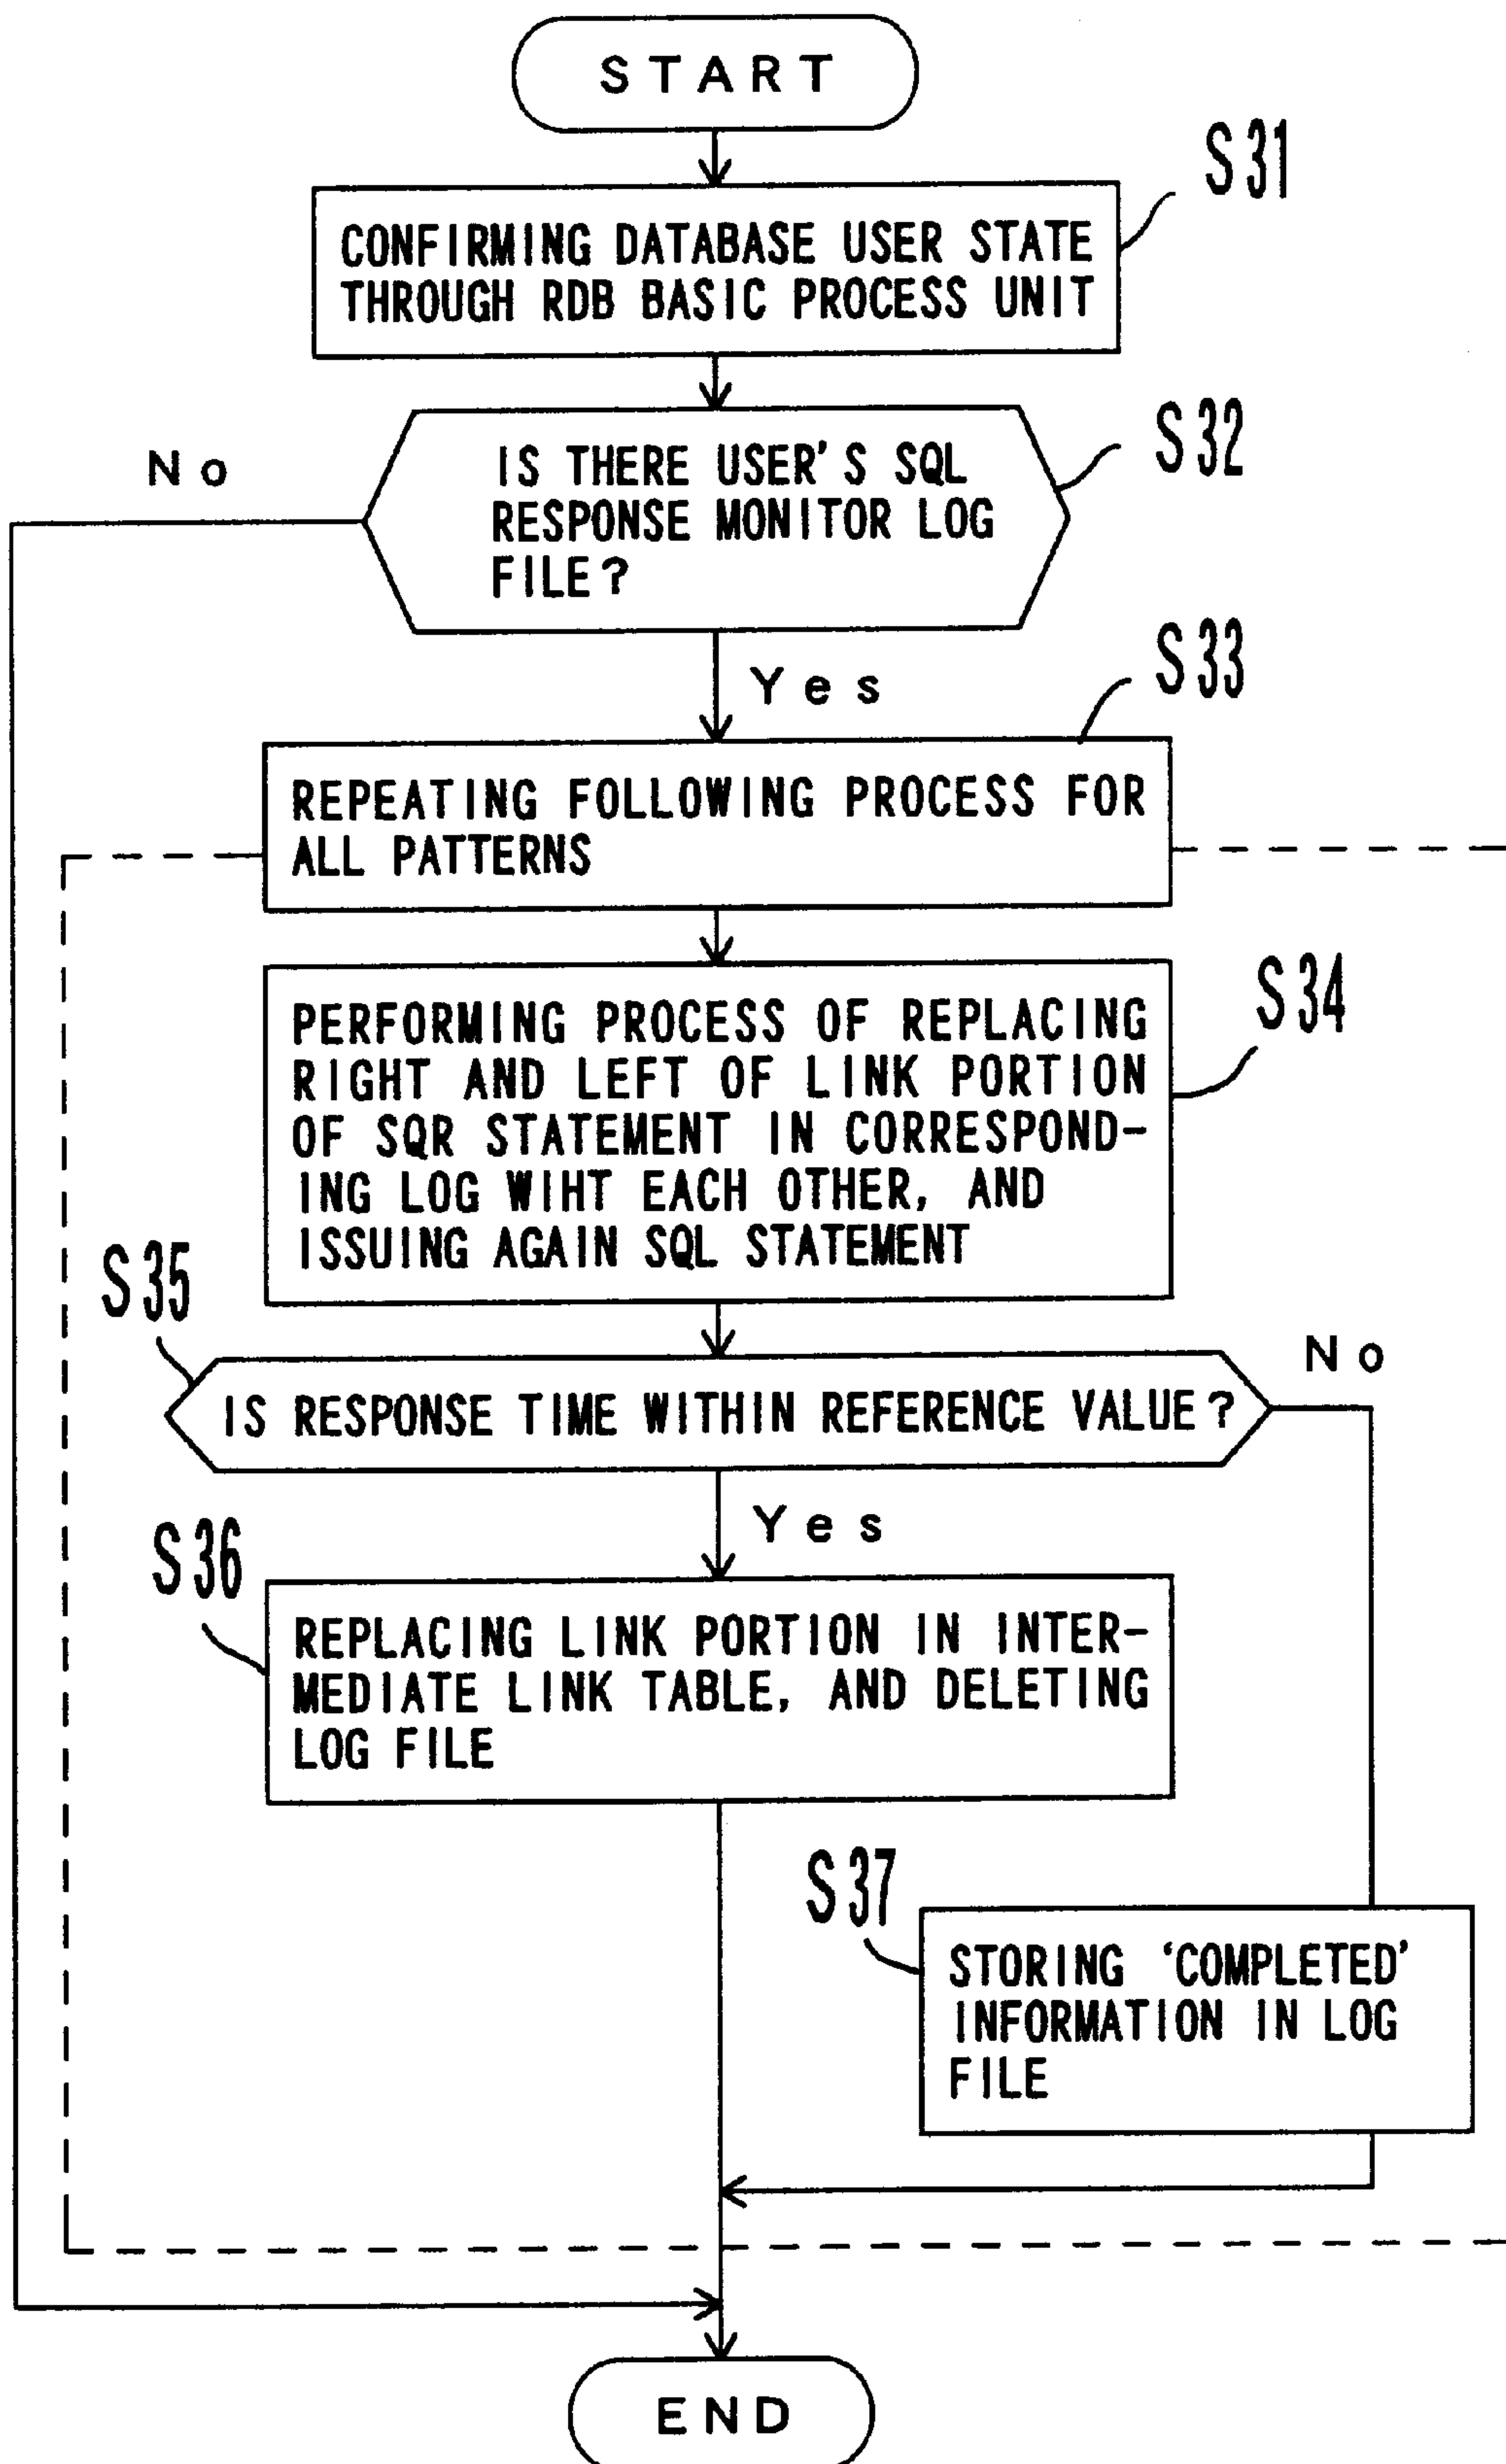 START
S31
CONFIRMING DATABASE USER STATE
THROUGH RDB BASIC PROCESS UNIT
S32
No
IS THERE USER'S SQL
RESPONSE MONITOR LOG
FILE?
Yes
S33
REPEATING FOLLOWING PROCESS FOR
ALL PATTERNS
S34
PERFORMING PROCESS OF REPLACING
RIGHT AND LEFT OF LINK PORTION
OF SQR STATEMENT IN CORRESPOND-
ING LOG WIHT EACH OTHER, AND
ISSUING AGAIN SQL STATEMENT
S35
No
IS RESPONSE TIME WITHIN REFERENCE VALUE?
Yes
S36
REPLACING LINK PORTION IN INTER-
MEDIATE LINK TABLE, AND DELETING
LOG FILE
S37
STORING 'COMPLETED'
INFORMATION IN LOG
FILE
END